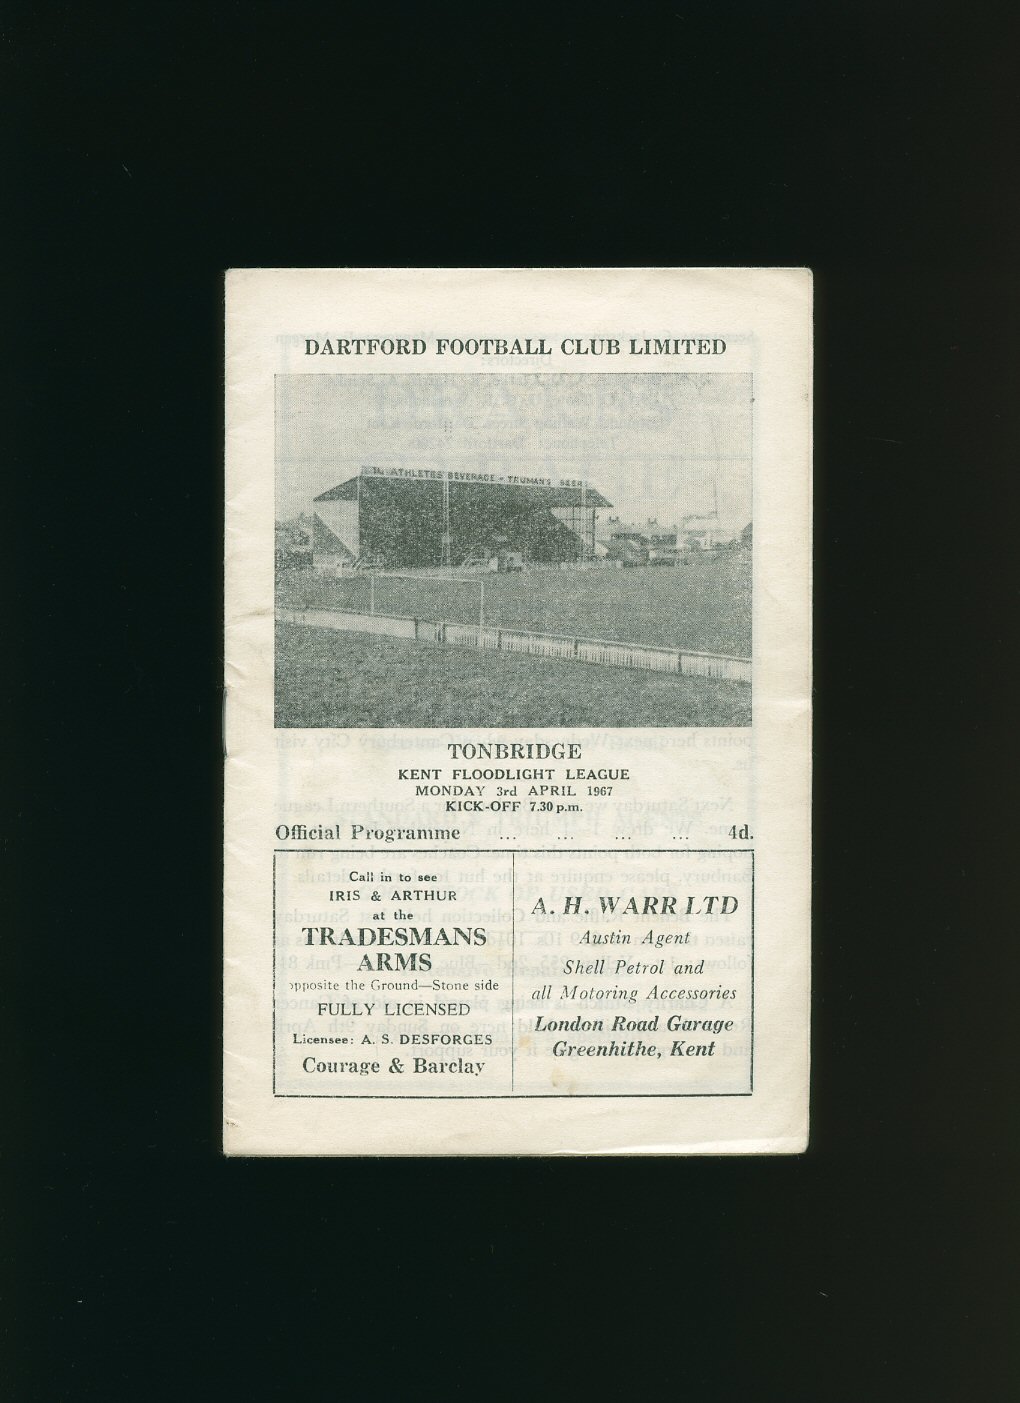 DARTFORD FOOTBALL CLUB LIMITED
ATHLETES BEVERAGE - TRUMAN'S BEER
TONBRIDGE
KENT FLOODLIGHT LEAGUE
MONDAY 3rd APRIL 1967
KICK-OFF 7.30 p.m.
Official Programme ... ... ... ... 4d.
Call in to see
IRIS & ARTHUR
at the
TRADESMANS
ARMS
opposite the Ground—Stone side
FULLY LICENSED
Licensee: A. S. DESFORGES
Courage & Barclay
A. H. WARR LTD
Austin Agent
Shell Petrol and
all Motoring Accessories
London Road Garage
Greenhithe, Kent